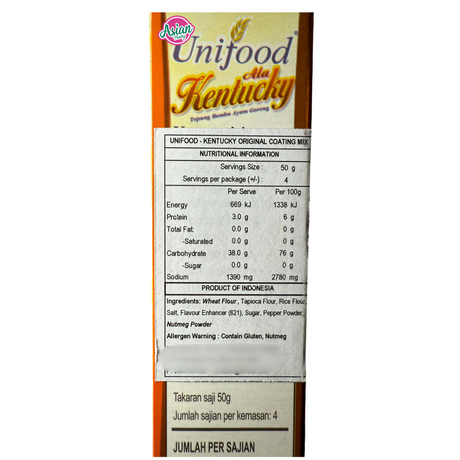 Asian
Unifood
Ala
Kentucky
Tepung Bumbu Ayam Goreng
UNIFOOD - KENTUCKY ORIGINAL COATING MIX
NUTRITIONAL INFORMATION
Servings Size : 50 g
Servings per package (+/-) : 4
Per Serve Per 100g
Energy 669 kJ 1338 kJ
Protein 3.0 g 6 g
Total Fat: 0.0 g 0 g
-Saturated 0.0 g 0 g
Carbohydrate 38.0 g 76 g
-Sugar 0.0 g 0 g
Sodium 1390 mg 2780 mg
PRODUCT OF INDONESIA
Ingredients: Wheat Flour, Tapioca Flour, Rice Flour,
Salt, Flavour Enhancer (621), Sugar, Pepper Powder,
Nutmeg Powder
Allergen Warning : Contain Gluten, Nutmeg
Takaran saji 50g
Jumlah sajian per kemasan: 4
JUMLAH PER SAJIAN